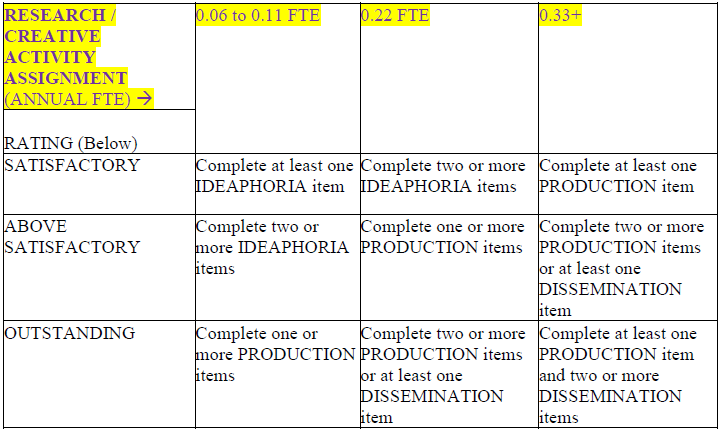 RESEARCH /
CREATIVE
ACTIVITY
ASSIGNMENT
(ANNUAL FTE) →
RATING (Below)
0.06 to 0.11 FTE
0.22 FTE
0.33+
SATISFACTORY
Complete at least one
IDEAPHORIA item
Complete two or more
IDEAPHORIA items
Complete at least one
PRODUCTION item
ABOVE
SATISFACTORY
Complete two or
more IDEAPHORIA
items
Complete one or more
PRODUCTION items
Complete two or more
PRODUCTION items
or at least one
DISSEMINATION
item
OUTSTANDING
Complete one or
more PRODUCTION
items
Complete two or more
PRODUCTION items
or at least one
DISSEMINATION
item
Complete at least one
PRODUCTION item
and two or more
DISSEMINATION
items